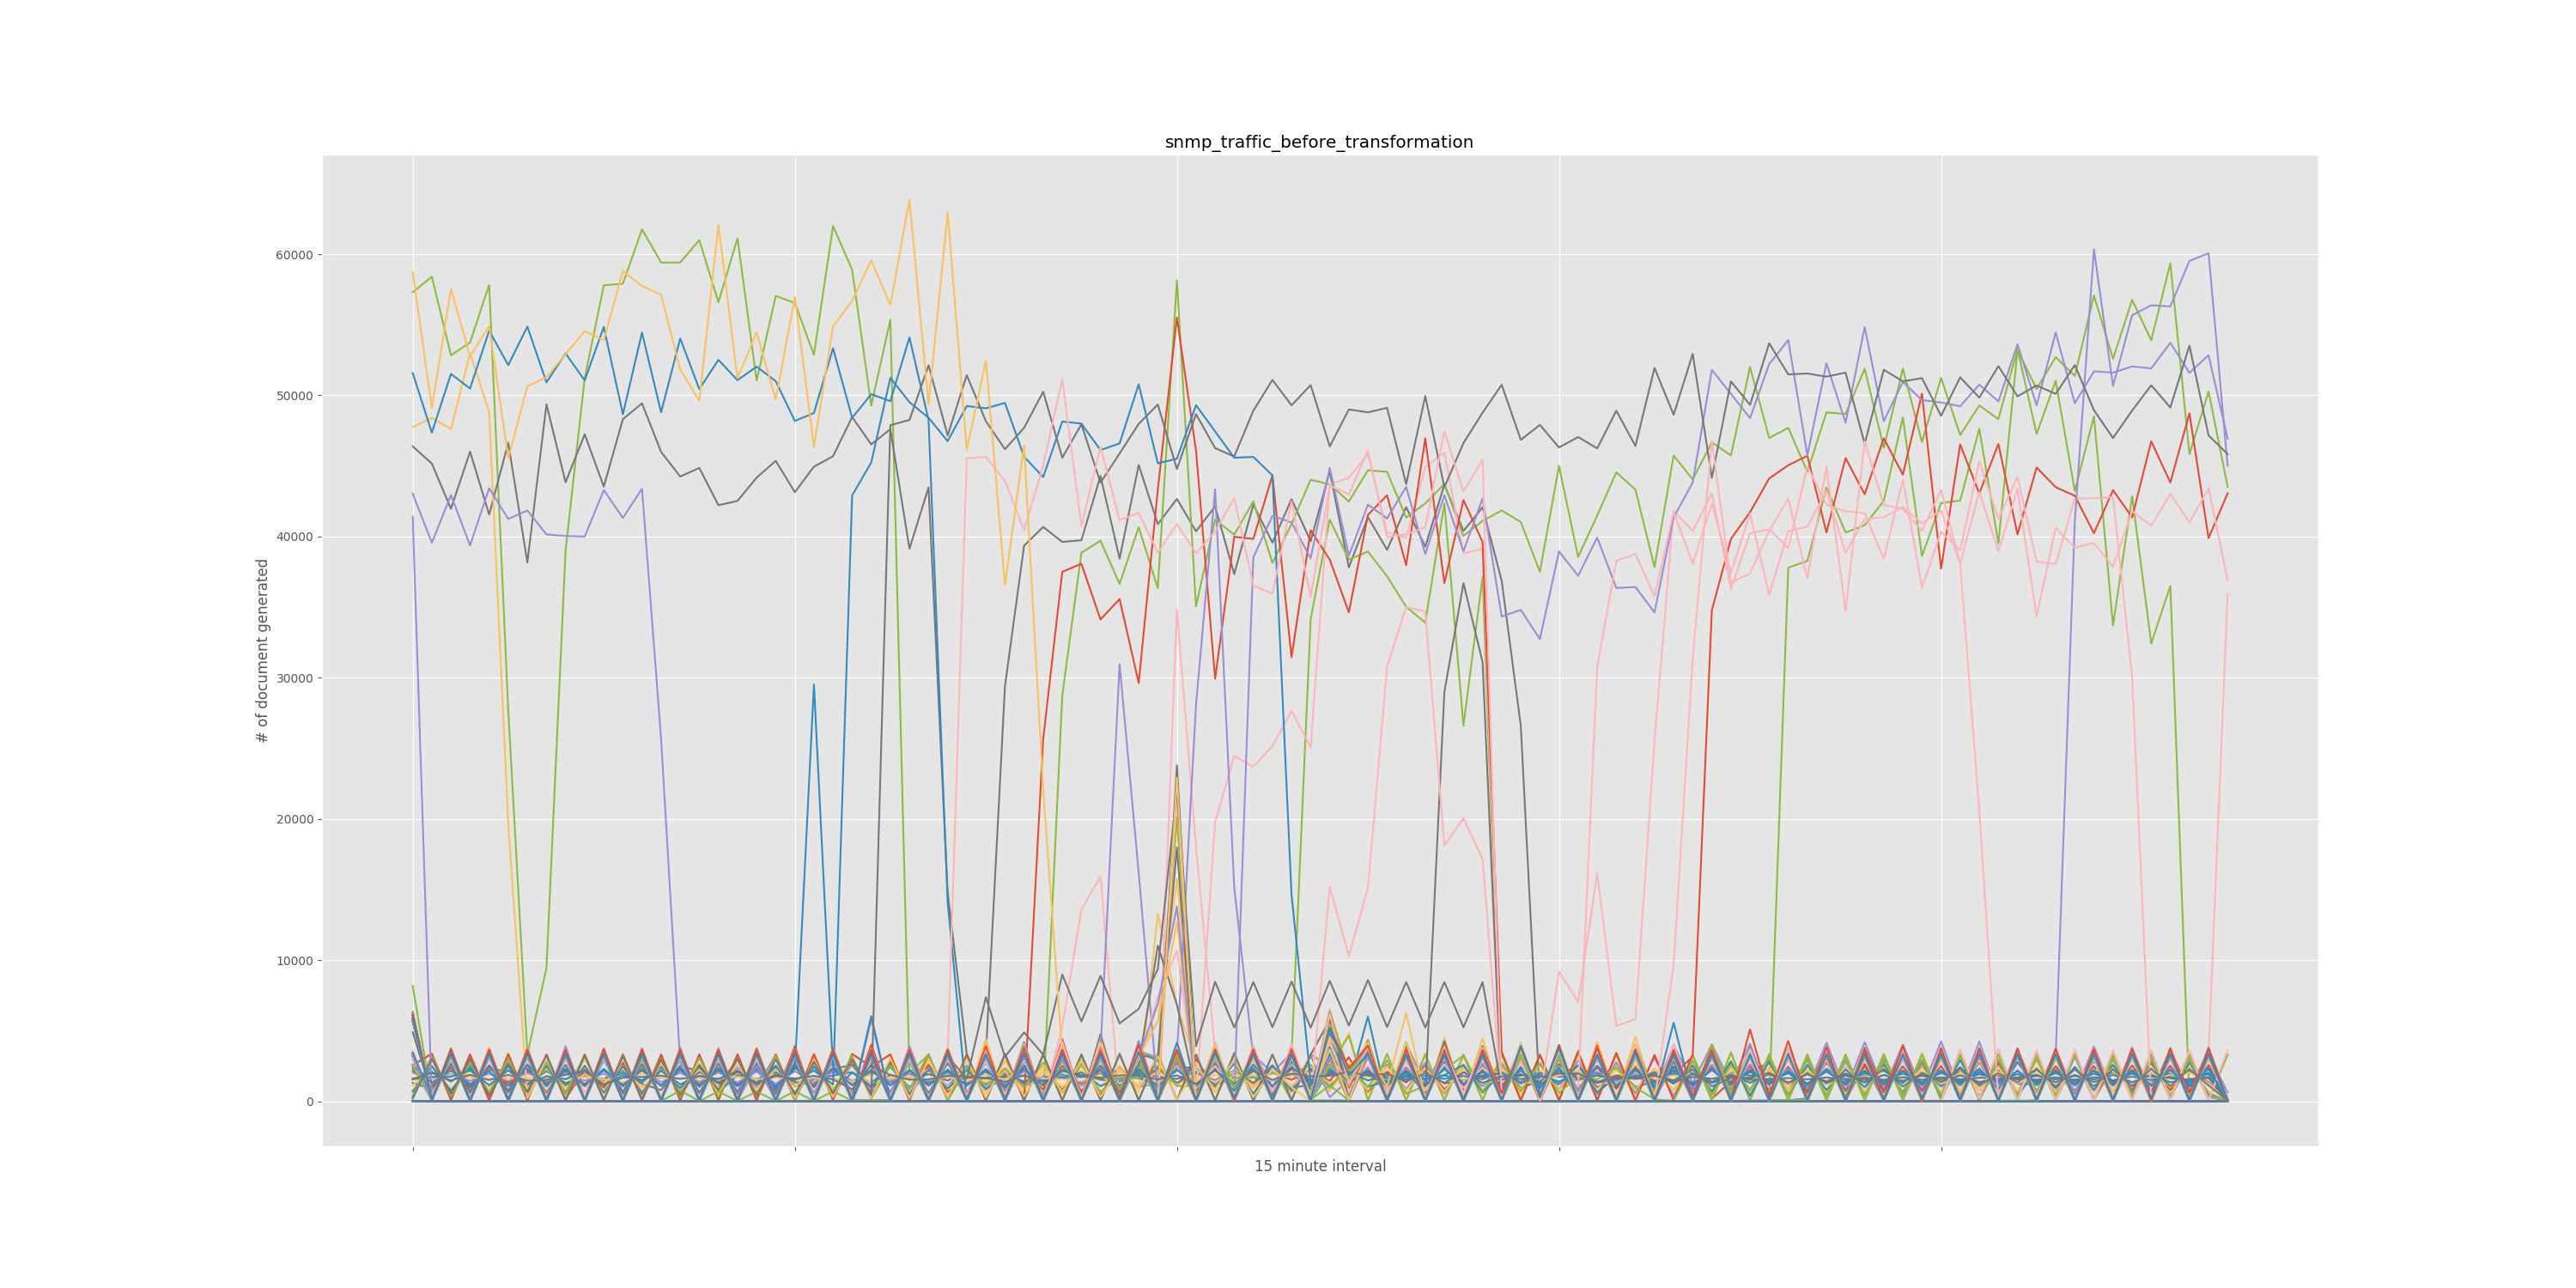 snmp_traffic_before_transformation
60000
50000
40000
30000
20000
10000
0
# of document generated
15 minute interval